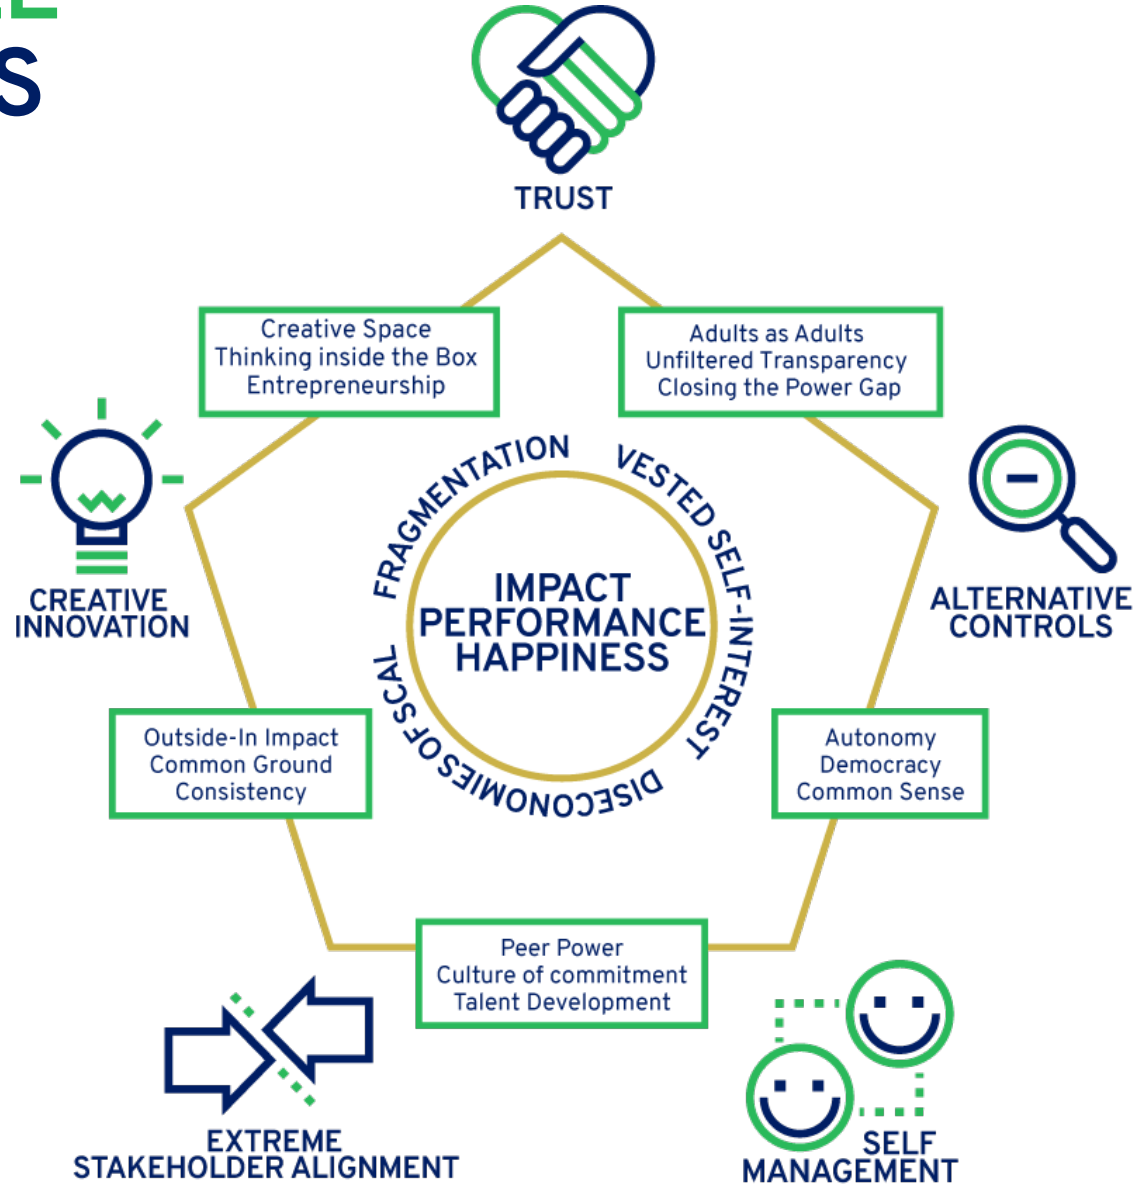 S
TRUST
Creative Space
Thinking inside the Box
Entrepreneurship
Adults as Adults
Unfiltered Transparency
Closing the Power Gap
FRAGMENTATION
VESTED SELF-INTEREST
DISECONOMIES OF SCAL
IMPACT
PERFORMANCE
HAPPINESS
CREATIVE
INNOVATION
ALTERNATIVE
CONTROLS
Outside-In Impact
Common Ground
Consistency
Autonomy
Democracy
Common Sense
Peer Power
Culture of commitment
Talent Development
EXTREME
STAKEHOLDER ALIGNMENT
SELF
MANAGEMENT